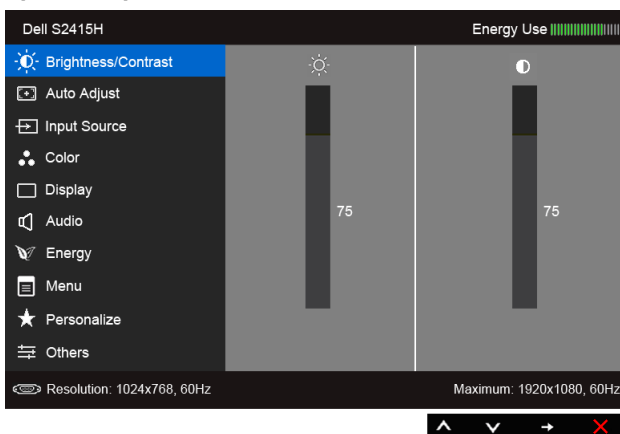 Dell S2415H
Energy Use
Brightness/Contrast
Auto Adjust
Input Source
Color
Display
Audio
Energy
Menu
Personalize
Others
75
75
Resolution: 1024x768, 60Hz
Maximum: 1920x1080, 60Hz